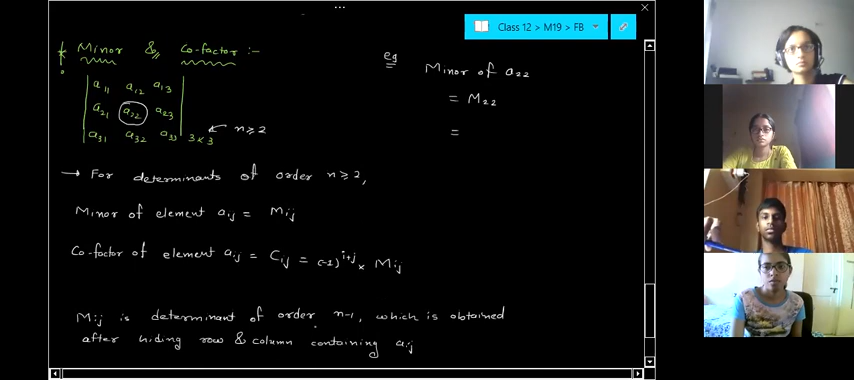 Class 12 > M19 > FB
* Minor & Co-factor :-
a11 a12 a13
a21 a22 a23
a31 a32 a33 3×3 ← n≥2
→ For determinants of order n≥2,
Minor of element aij = Mij
Co-factor of element aij = Cij = (-1)^i+j × Mij
Mij is determinant of order n-1, which is obtained
after hiding row & column containing aij
eg
Minor of a22
= M22
=